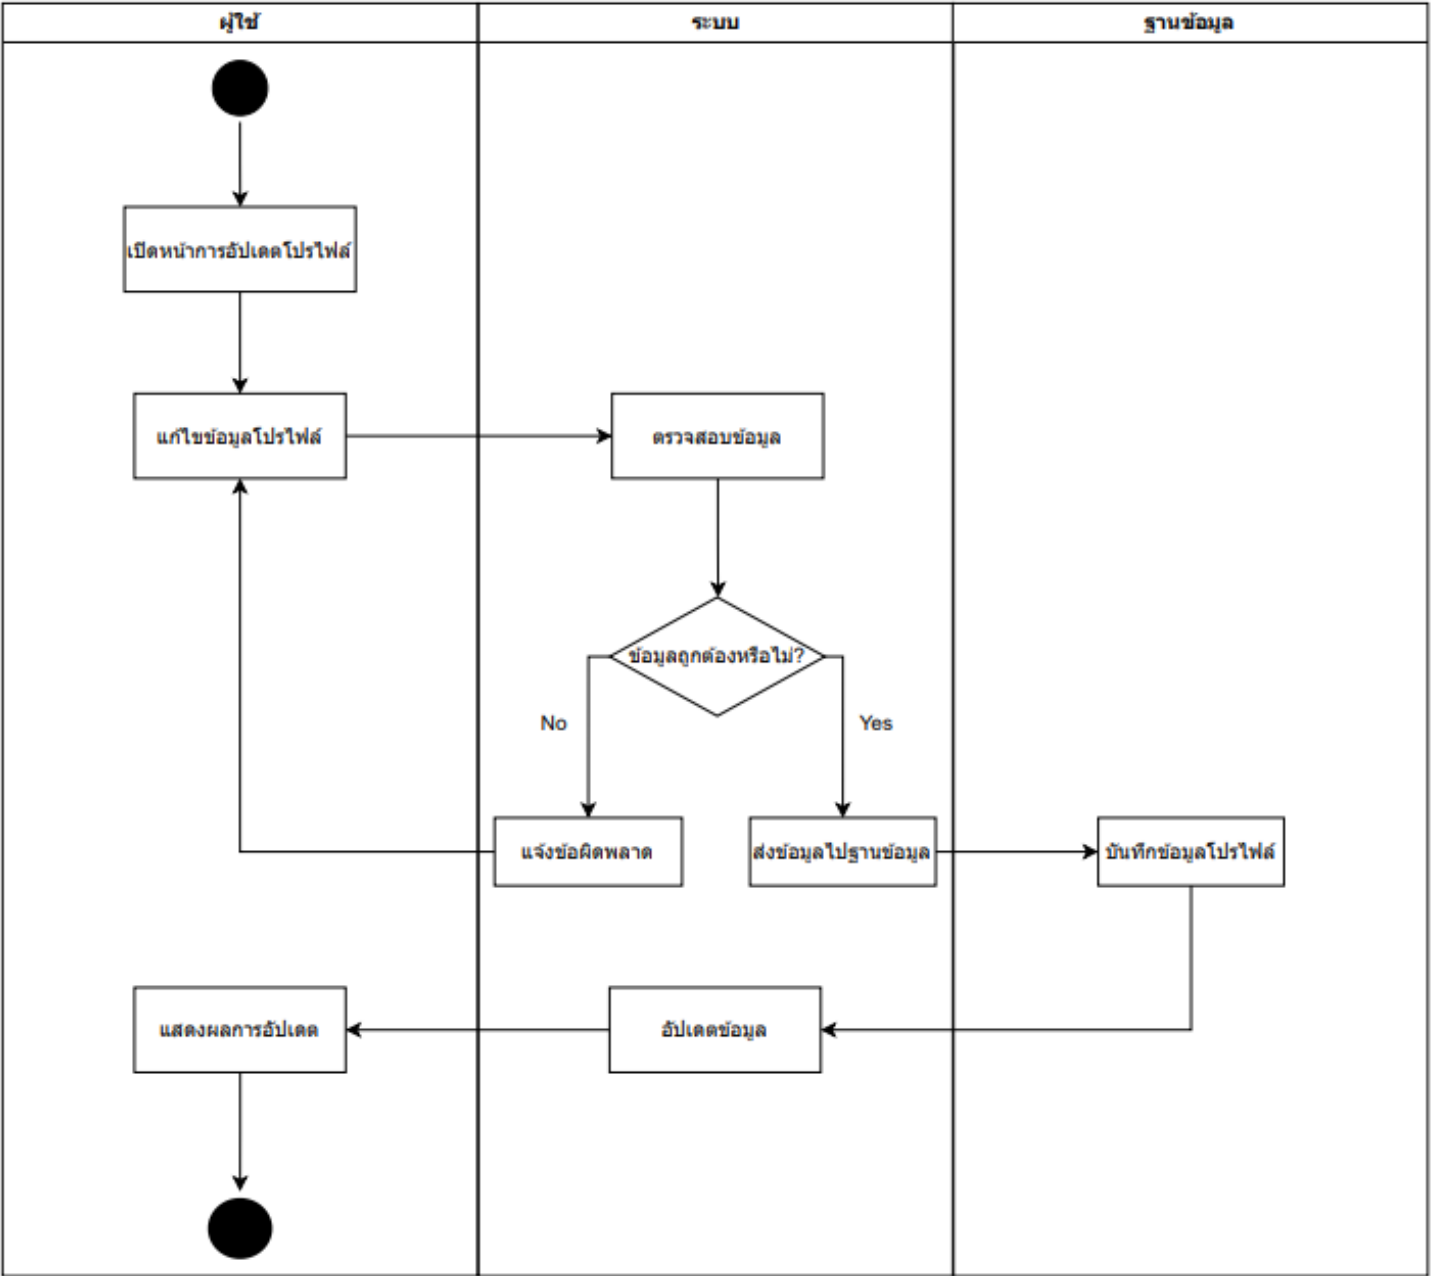 ผู้ใช้
ระบบ
ฐานข้อมูล
เปิดหน้าการอัปเดตโปรไฟล์
แก้ไขข้อมูลโปรไฟล์
ตรวจสอบข้อมูล
ข้อมูลถูกต้องหรือไม่?
No
Yes
แจ้งข้อผิดพลาด
ส่งข้อมูลไปฐานข้อมูล
บันทึกข้อมูลโปรไฟล์
แสดงผลการอัปเดต
อัปเดตข้อมูล